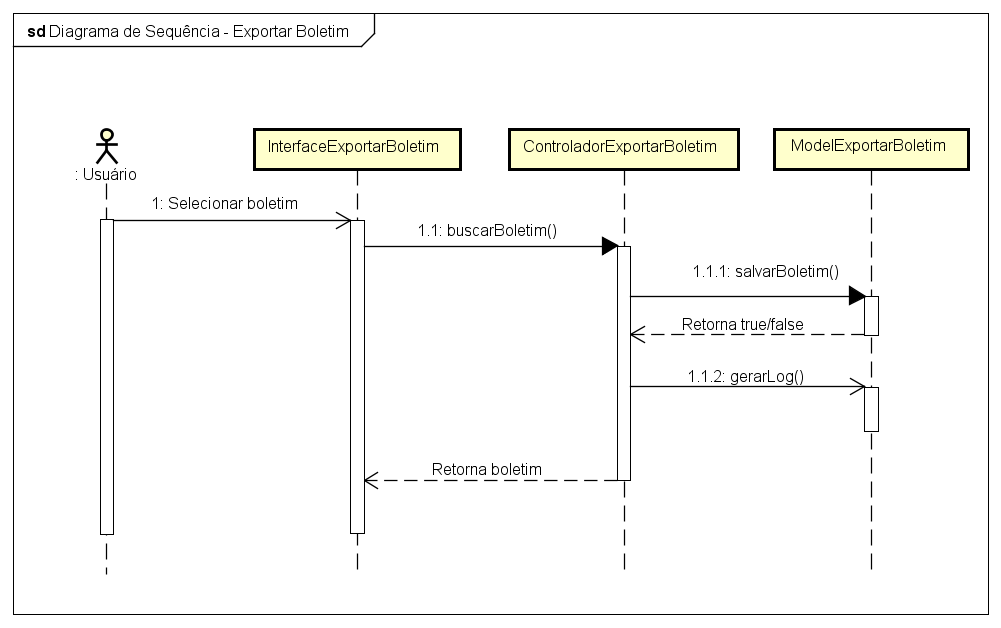 sd Diagrama de Sequência - Exportar Boletim
: Usuário
InterfaceExportarBoletim
ControladorExportarBoletim
ModelExportarBoletim
1: Selecionar boletim
1.1: buscarBoletim()
1.1.1: salvarBoletim()
Retorna true/false
1.1.2: gerarLog()
Retorna boletim